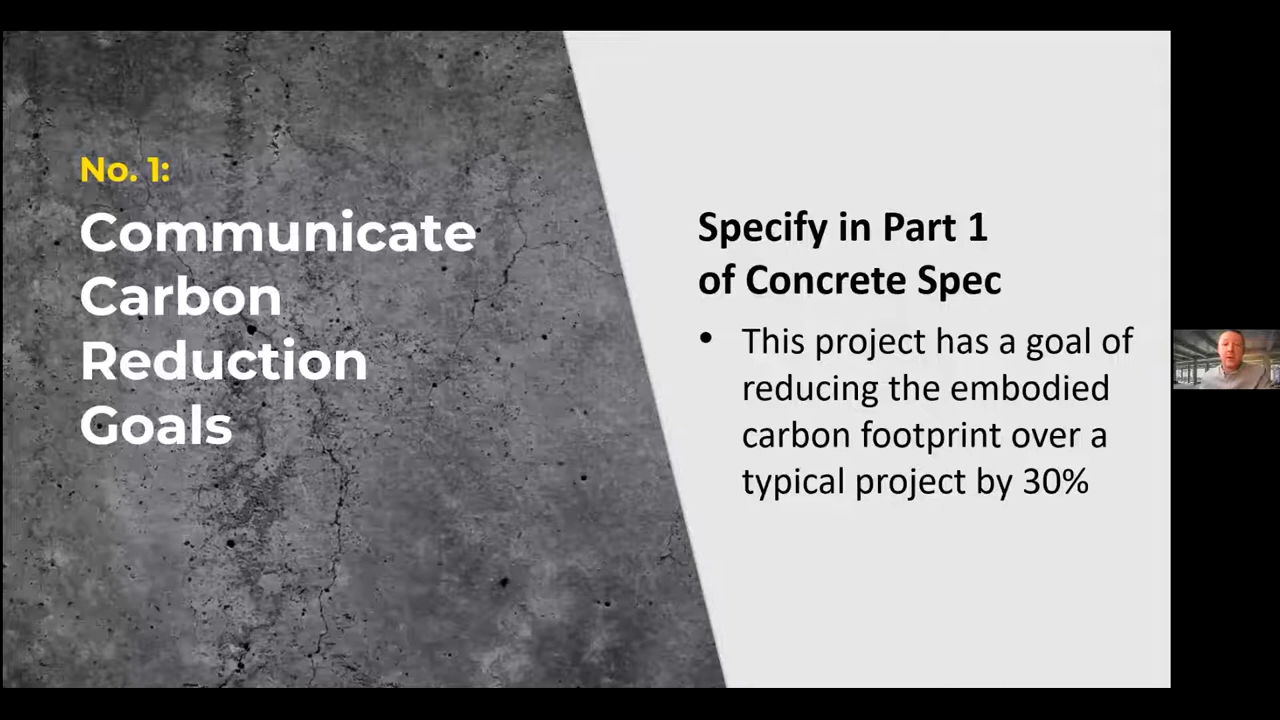 No. 1:
Communicate
Carbon
Reduction
Goals
Specify in Part 1
of Concrete Spec
• This project has a goal of
reducing the embodied
carbon footprint over a
typical project by 30%